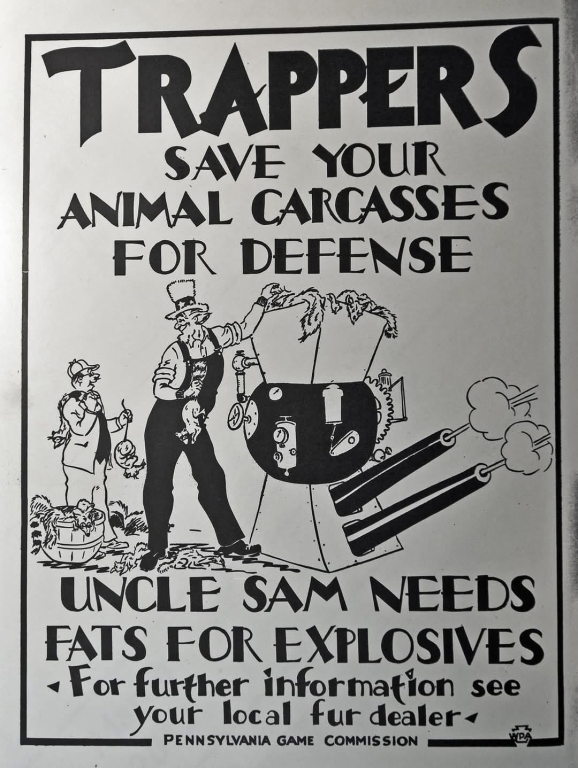 TRAPPERS
SAVE YOUR
ANIMAL CARCASSES
FOR DEFENSE
UNCLE SAM NEEDS
FATS FOR EXPLOSIVES
For further information see
your local fur dealer
PENNSYLVANIA GAME COMMISSION
WPA